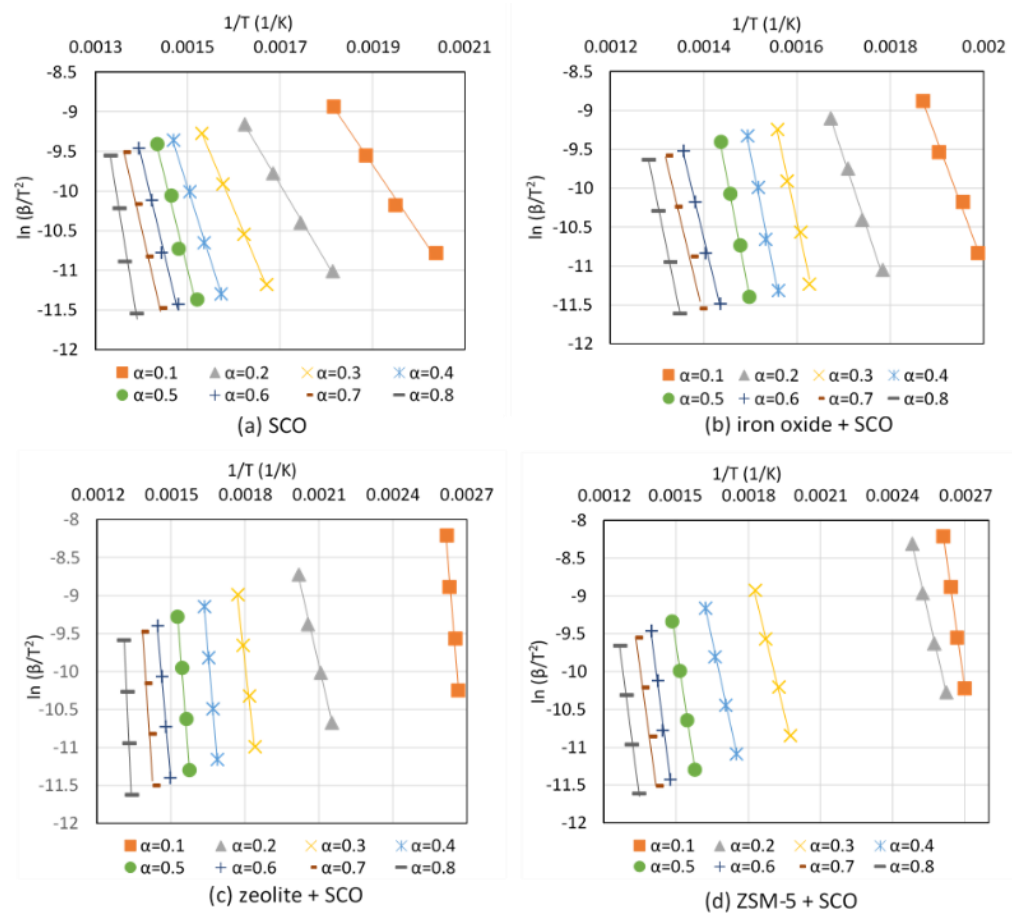 1/T (1/K)
0.0013 0.0015 0.0017 0.0019 0.0021
-8.5
-9
-9.5
-10
-10.5
-11
-11.5
-12
ln (β/T²)
α=0.1 α=0.2 α=0.3 α=0.4
α=0.5 α=0.6 α=0.7 α=0.8
(a) SCO
1/T (1/K)
0.0012 0.0014 0.0016 0.0018 0.002
-8.5
-9
-9.5
-10
-10.5
-11
-11.5
-12
ln (β/T²)
α=0.1 α=0.2 α=0.3 α=0.4
α=0.5 α=0.6 α=0.7 α=0.8
(b) iron oxide + SCO
1/T (1/K)
0.0012 0.0015 0.0018 0.0021 0.0024 0.0027
-8
-8.5
-9
-9.5
-10
-10.5
-11
-11.5
-12
ln (β/T²)
α=0.1 α=0.2 α=0.3 α=0.4
α=0.5 α=0.6 α=0.7 α=0.8
(c) zeolite + SCO
1/T (1/K)
0.0012 0.0015 0.0018 0.0021 0.0024 0.0027
-8
-8.5
-9
-9.5
-10
-10.5
-11
-11.5
-12
ln (β/T²)
α=0.1 α=0.2 α=0.3 α=0.4
α=0.5 α=0.6 α=0.7 α=0.8
(d) ZSM-5 + SCO